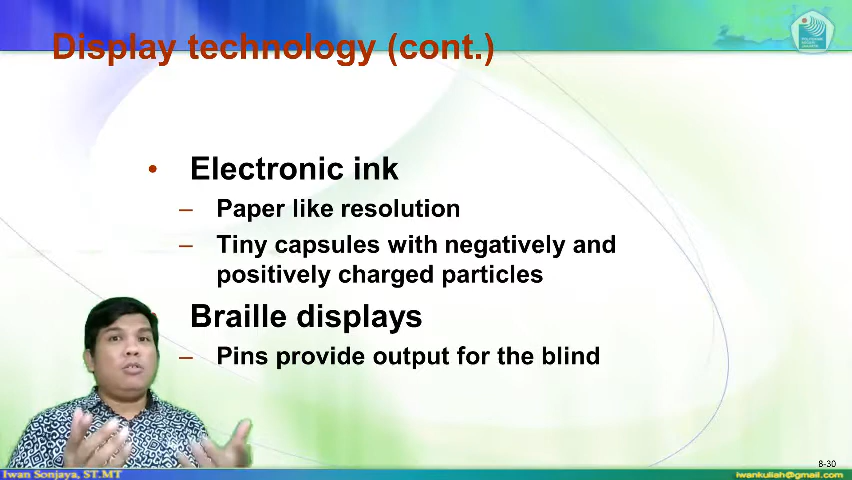 Display technology (cont.)
• Electronic ink
– Paper like resolution
– Tiny capsules with negatively and
positively charged particles
Braille displays
– Pins provide output for the blind
8-30
Iwan Sonjaya, ST.MT
iwankuliah@gmail.com